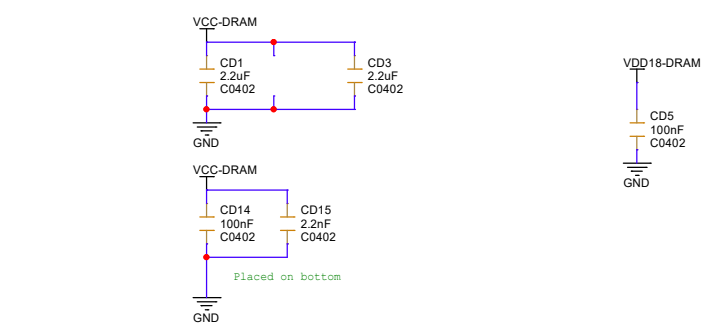 VCC-DRAM
CD1
2.2uF
C0402
CD3
2.2uF
C0402
GND
VDD18-DRAM
CD5
100nF
C0402
GND
VCC-DRAM
CD14
100nF
C0402
CD15
2.2nF
C0402
Placed on bottom
GND